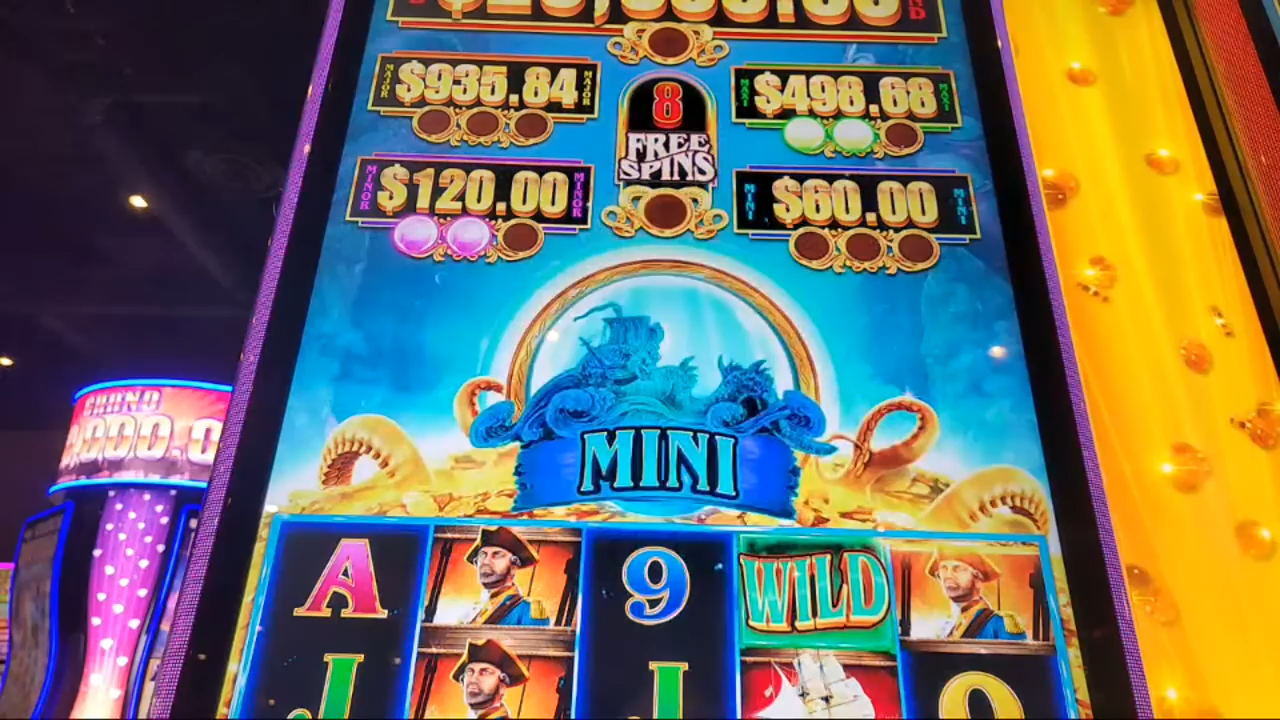 MAJOR $935.84 MAJOR
8
FREE
SPINS
MAXI $498.68 MAXI
MINOR $120.00 MINOR
MINI $60.00 MINI
MINI
GRAND
A
9
WILD
J
J